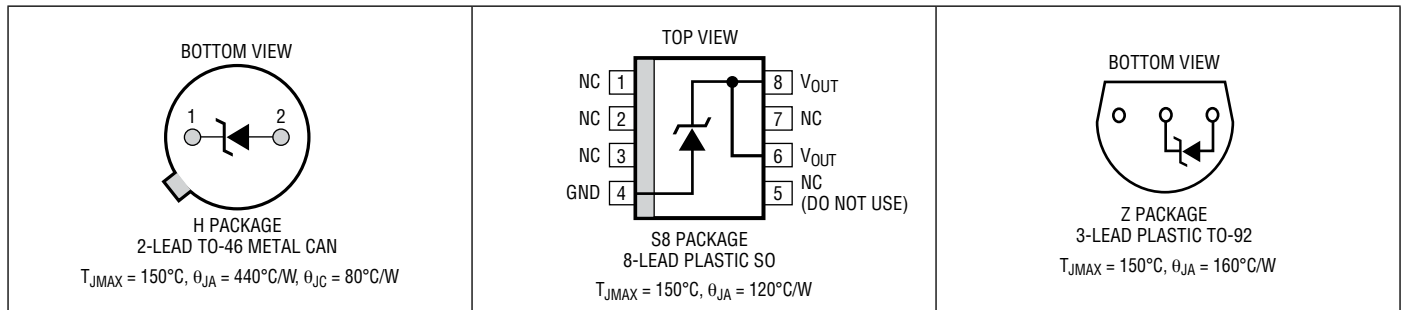 BOTTOM VIEW
1 2
H PACKAGE
2-LEAD TO-46 METAL CAN
TJMAX = 150°C, θJA = 440°C/W, θJC = 80°C/W
TOP VIEW
NC 1 8 VOUT
NC 2 7 NC
NC 3 6 VOUT
GND 4 5 NC
(DO NOT USE)
S8 PACKAGE
8-LEAD PLASTIC SO
TJMAX = 150°C, θJA = 120°C/W
BOTTOM VIEW
Z PACKAGE
3-LEAD PLASTIC TO-92
TJMAX = 150°C, θJA = 160°C/W